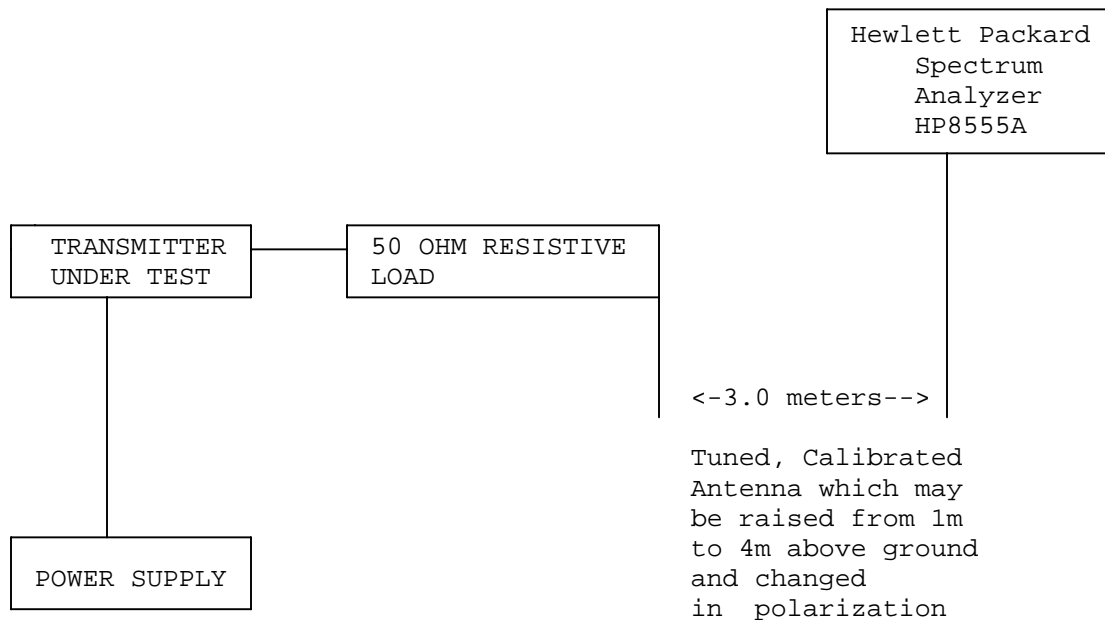 Hewlett Packard
Spectrum
Analyzer
HP8555A
TRANSMITTER
UNDER TEST
50 OHM RESISTIVE
LOAD
<-3.0 meters-->
Tuned, Calibrated
Antenna which may
be raised from 1m
to 4m above ground
and changed
in polarization
POWER SUPPLY